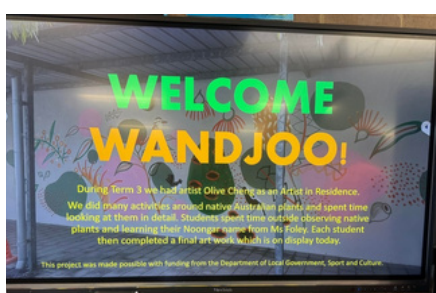 WELCOME
WANDJOO!
During Term 3 we had artist Olive Cheng as an Artist in Residence.
We did many activities around native Australian plants and spent time
looking at them in detail. Students spent time outside observing native
plants and learning their Noongar name from Ms Foley. Each student
then completed a final art work which is on display today.
This project was made possible with funding from the Department of Local Government, Sport and Culture.
ViewSonic